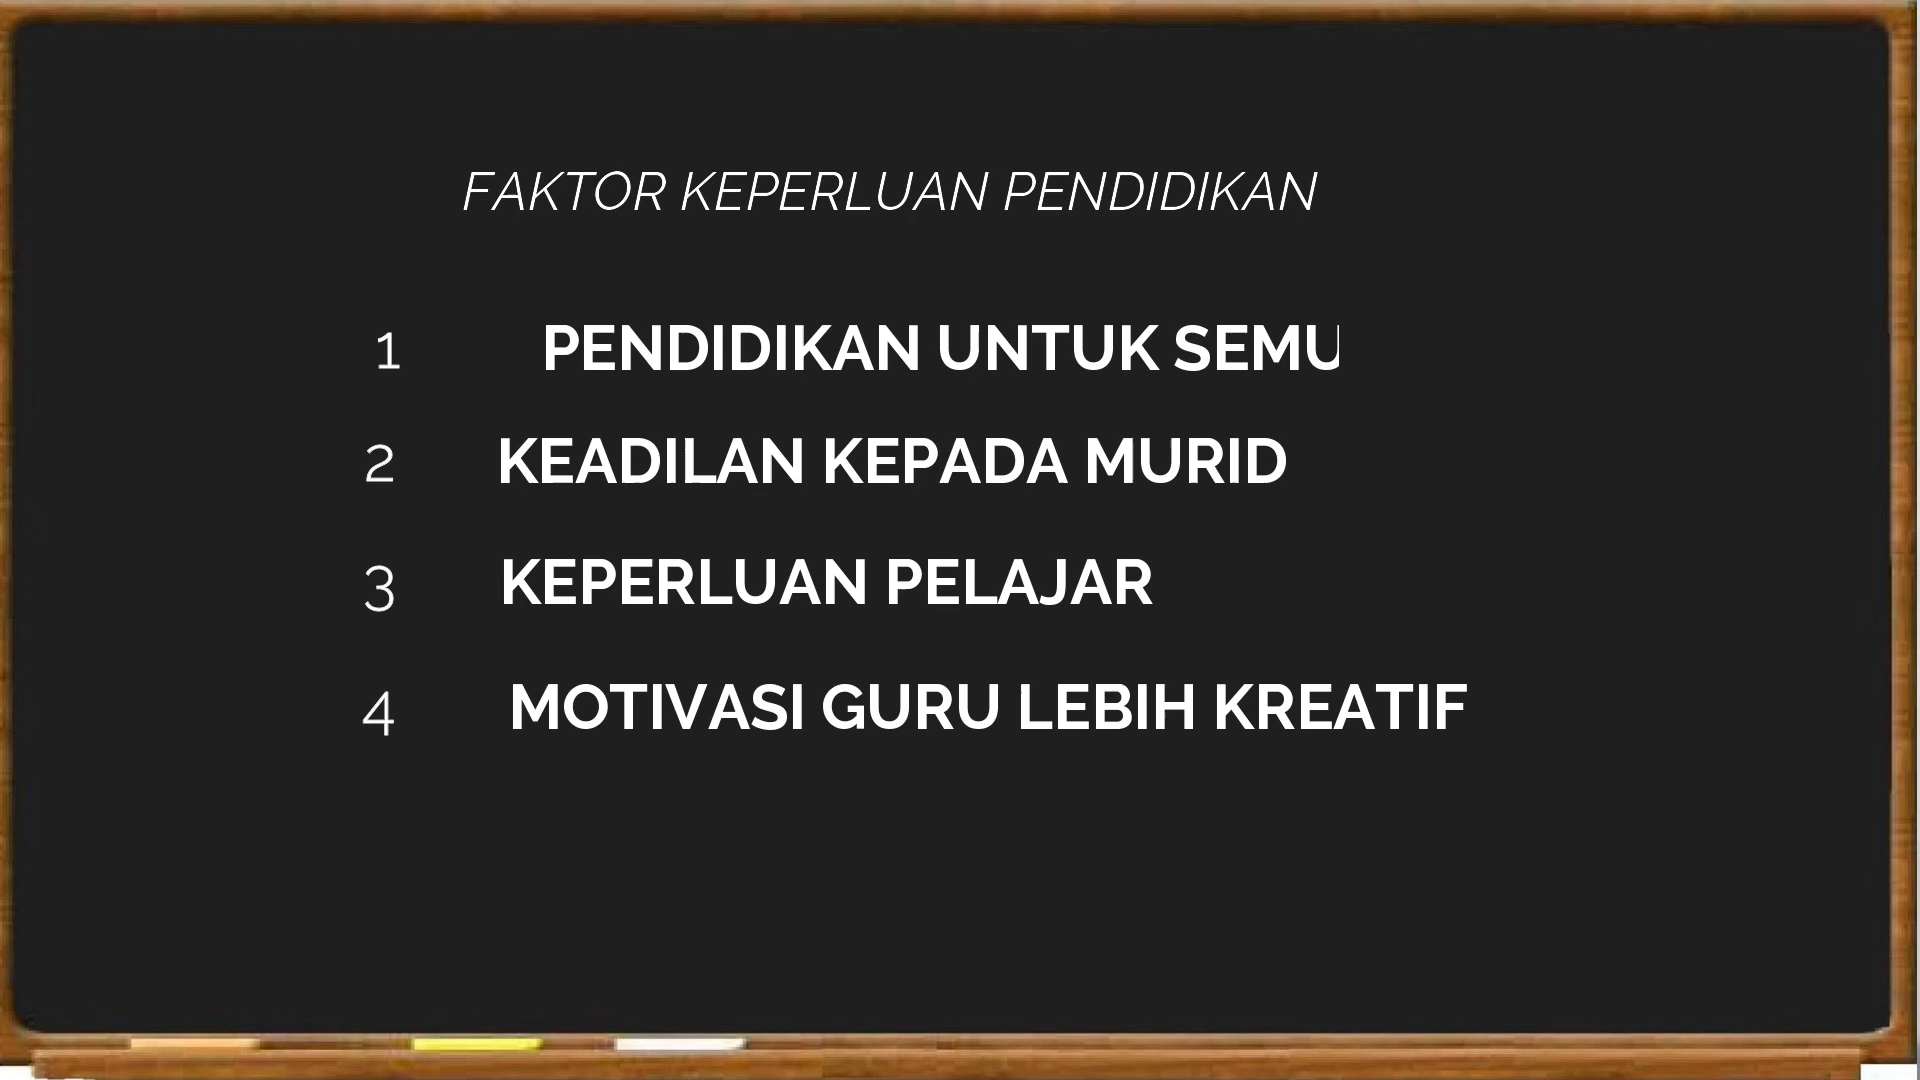 FAKTOR KEPERLUAN PENDIDIKAN
1 PENDIDIKAN UNTUK SEMU
2 KEADILAN KEPADA MURID
3 KEPERLUAN PELAJAR
4 MOTIVASI GURU LEBIH KREATIF